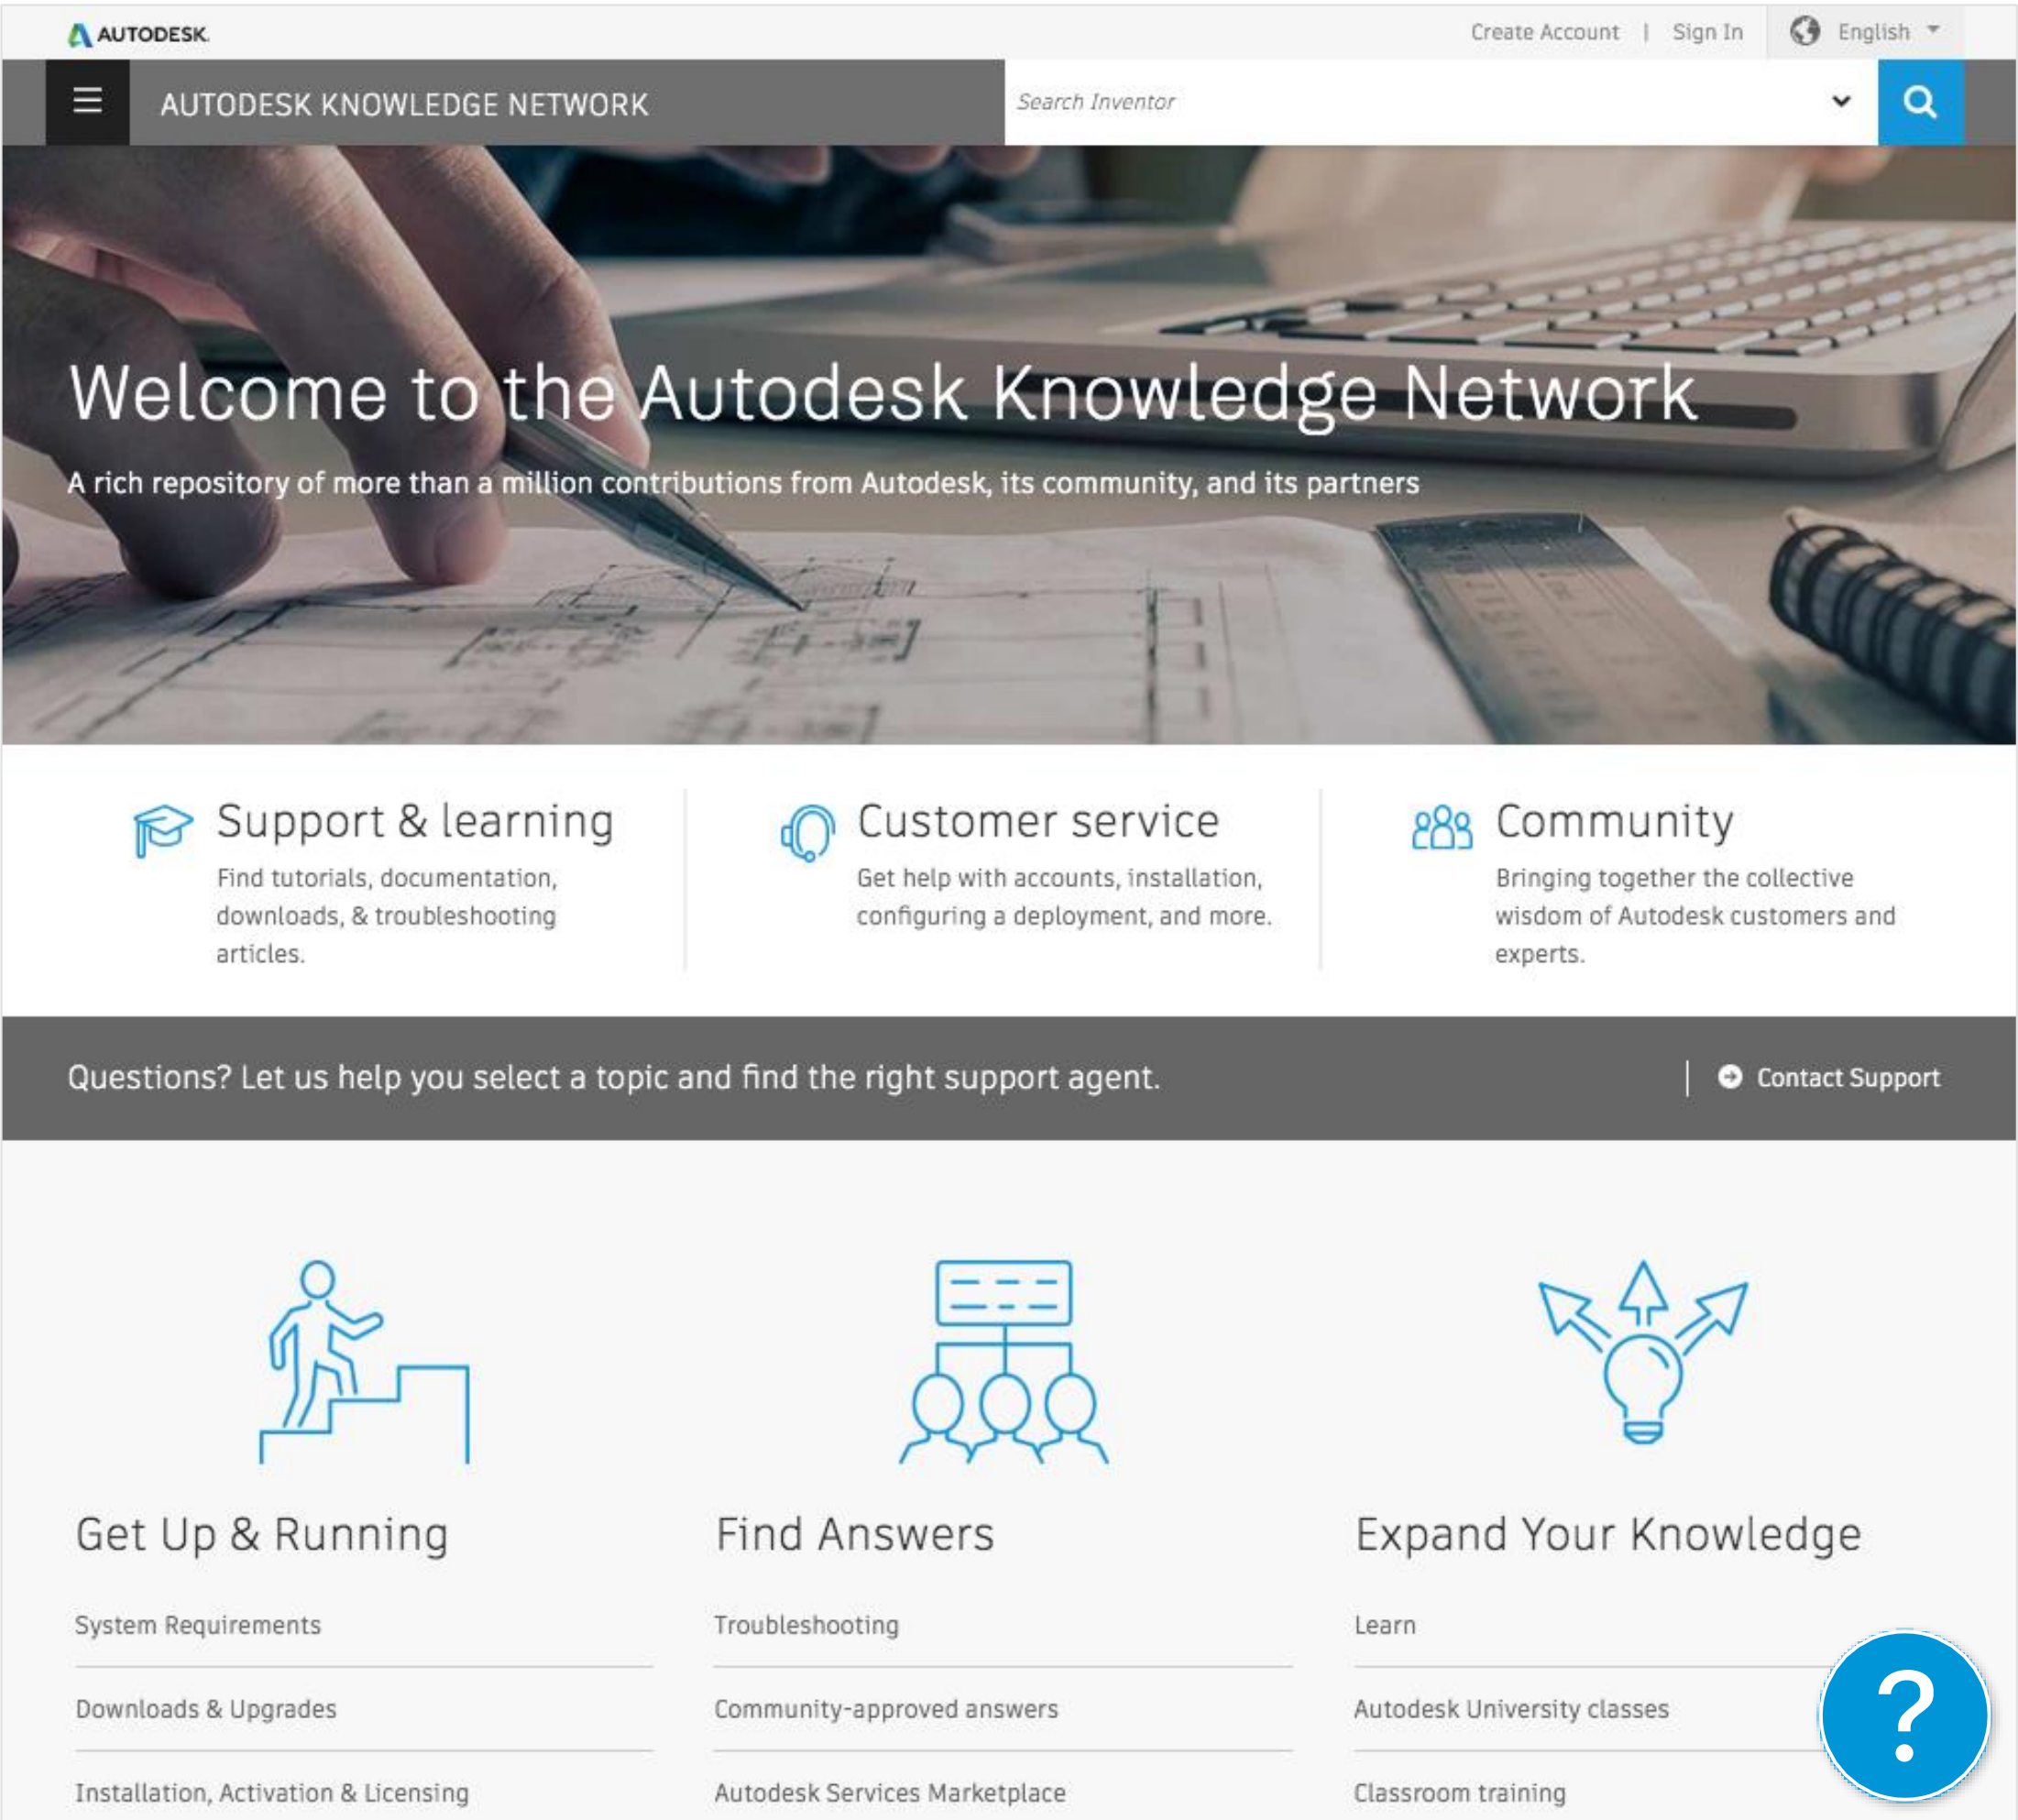 AUTODESK.
Create Account | Sign In
English
AUTODESK KNOWLEDGE NETWORK
Search Inventor
Welcome to the Autodesk Knowledge Network
A rich repository of more than a million contributions from Autodesk, its community, and its partners
Support & learning
Find tutorials, documentation,
downloads, & troubleshooting
articles.
Customer service
Get help with accounts, installation,
configuring a deployment, and more.
Community
Bringing together the collective
wisdom of Autodesk customers and
experts.
Questions? Let us help you select a topic and find the right support agent.
Contact Support
Get Up & Running
System Requirements
Downloads & Upgrades
Installation, Activation & Licensing
Find Answers
Troubleshooting
Community-approved answers
Autodesk Services Marketplace
Expand Your Knowledge
Learn
Autodesk University classes
Classroom training
?